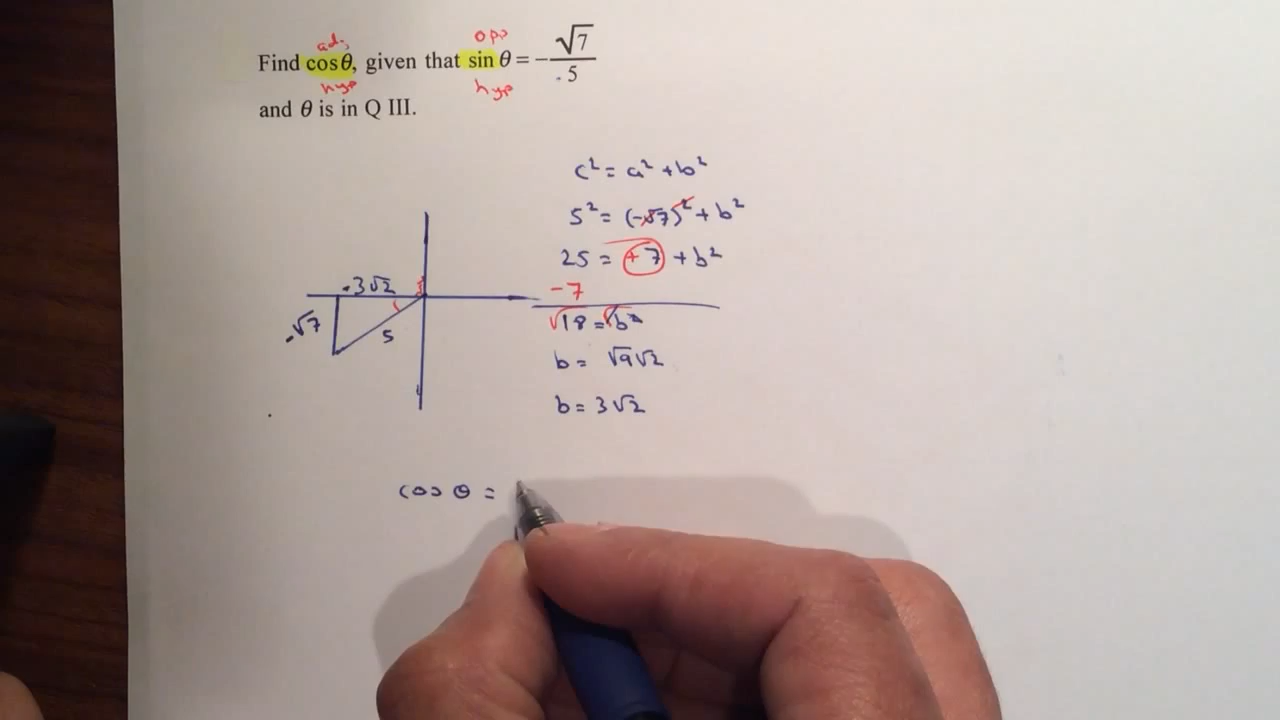 adj
opp
Find cosθ, given that sin θ = −√7/5
hyp
hyp
and θ is in Q III.
c² = a² + b²
5² = (-√7)² + b²
25 = +7 + b²
-7
√18 = √b²
b = √9√2
b = 3√2
-3√2
-√7
5
cos θ =